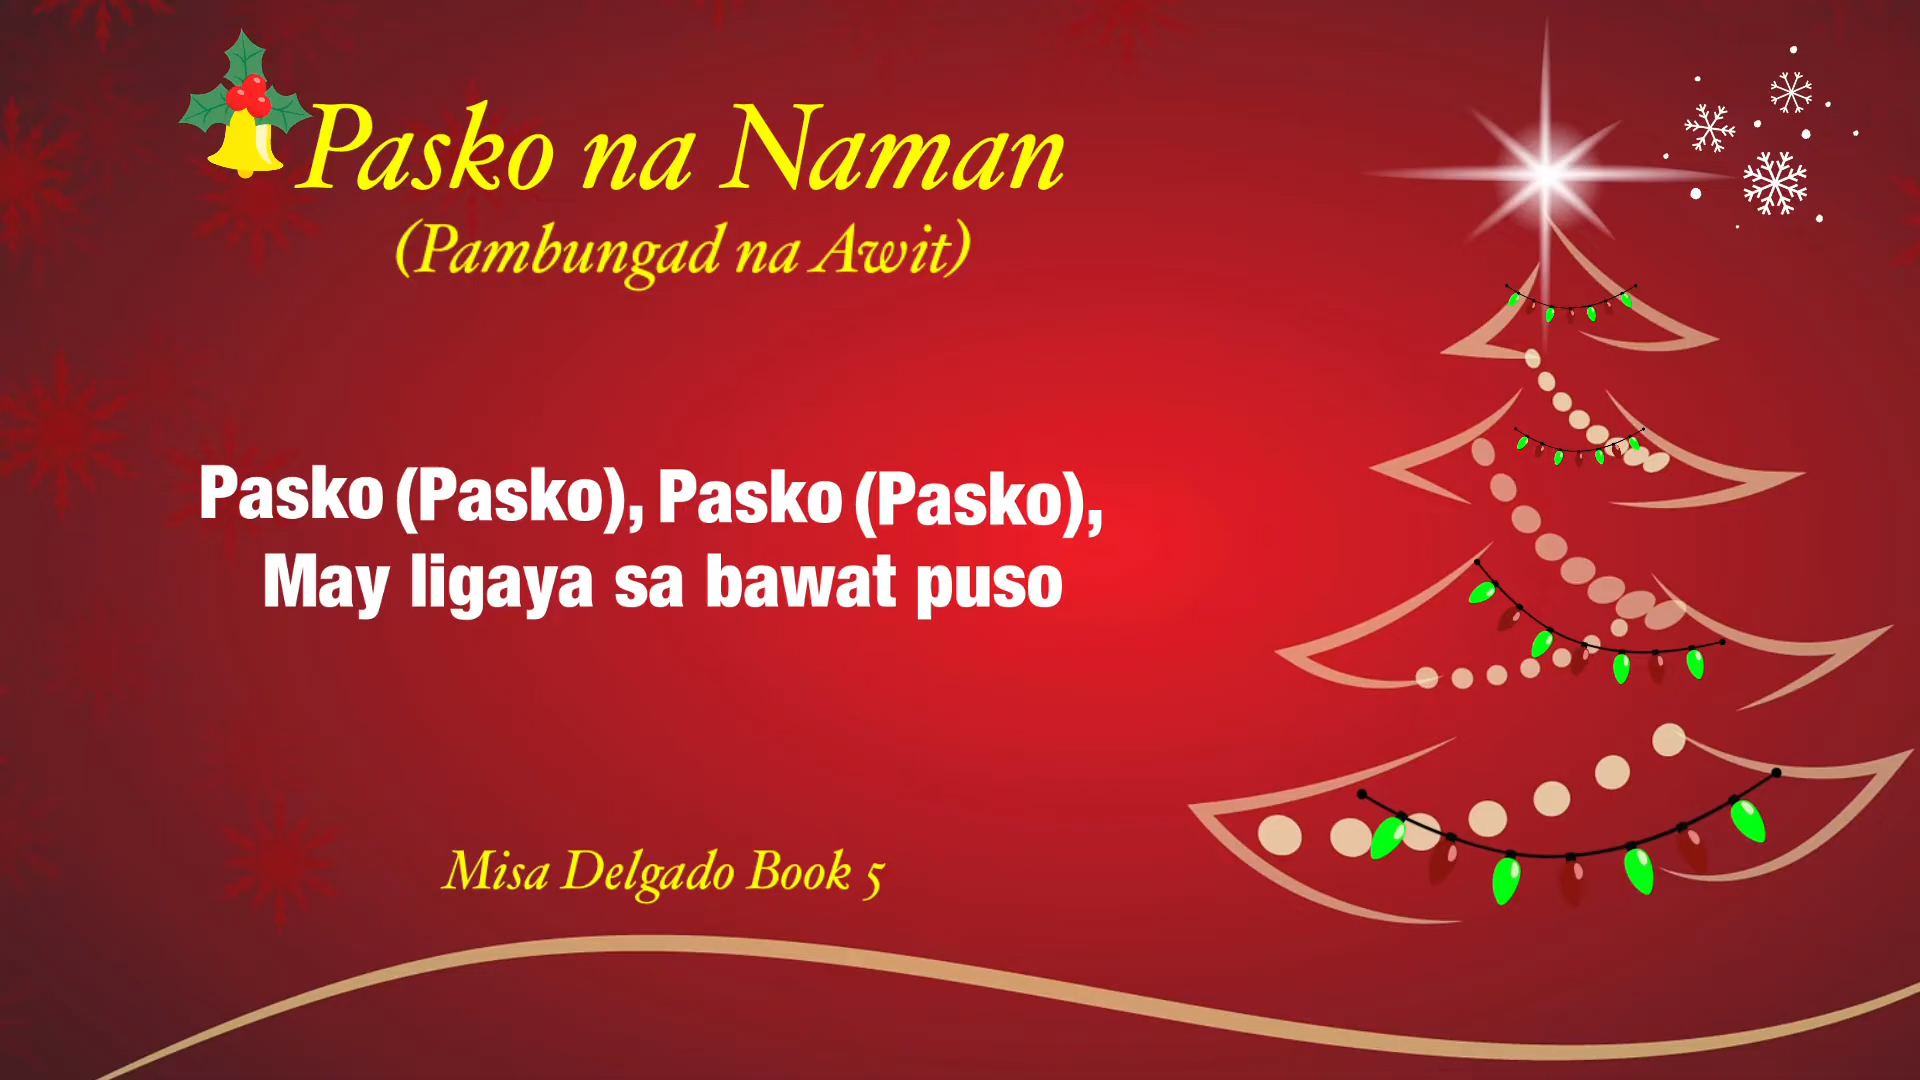 Pasko na Naman
(Pambungad na Awit)
Pasko (Pasko), Pasko (Pasko),
May ligaya sa bawat puso
Misa Delgado Book 5